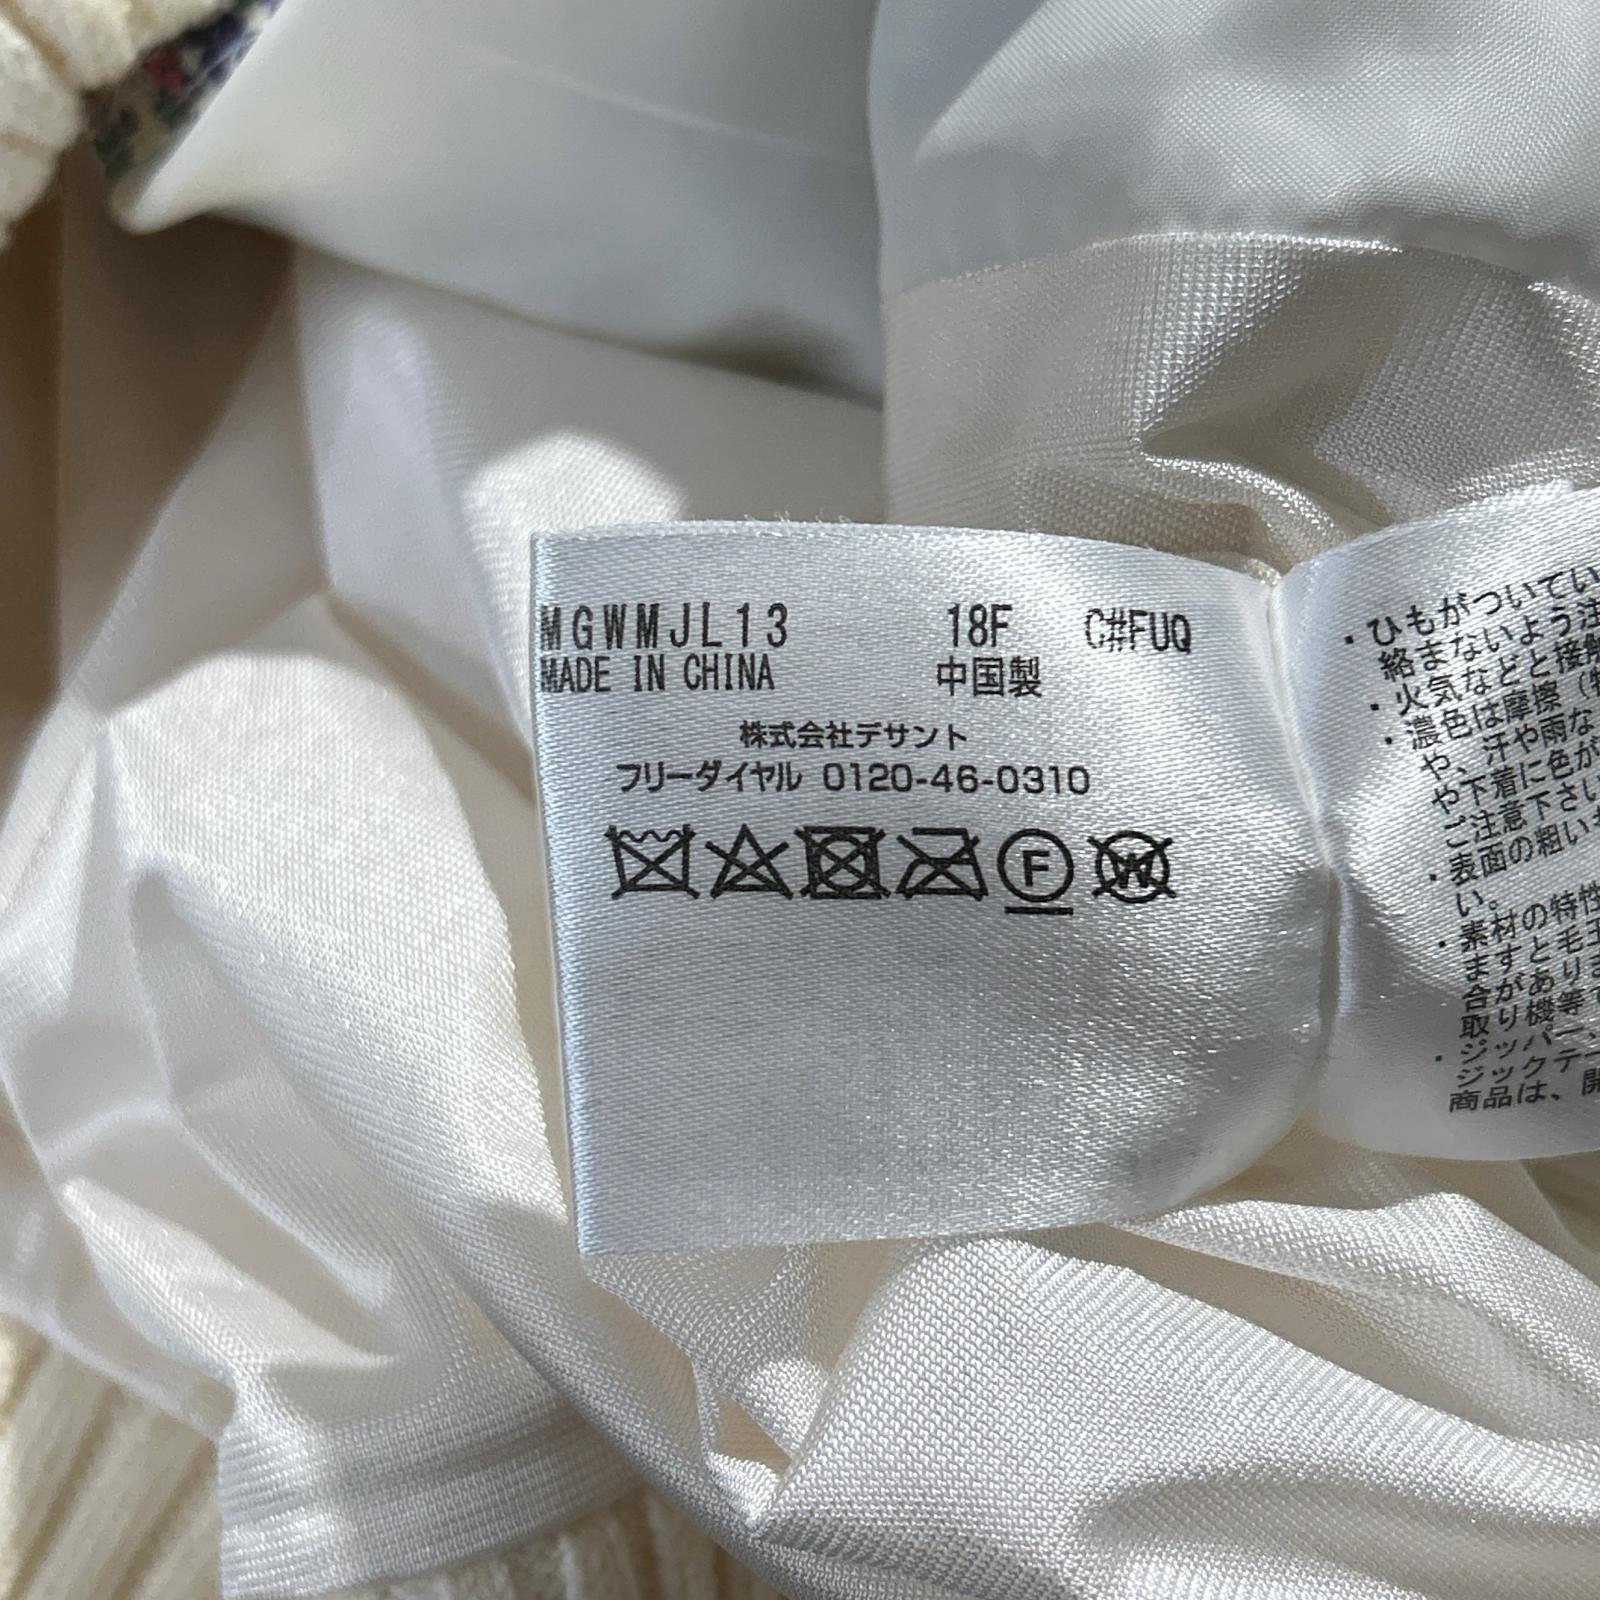 MGWMJL13 18F C#FUQ
MADE IN CHINA 中国製
株式会社デサント
フリーダイヤル 0120-46-0310
F
W
・ひもがついてい
絡まないよう注
・火気などと接触
・濃色は摩擦（特
や、汗や雨な
や下着に色が
ご注意下さい
・表面の粗い
い。
・素材の特性
ますと毛玉
合があり
取り機等で
・ジッパー、
ジックテー
商品は、開